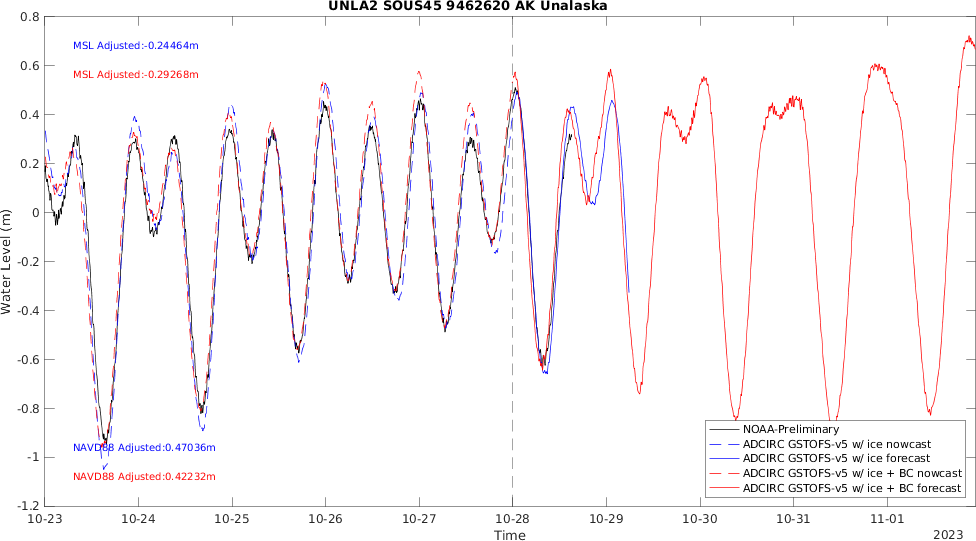 UNLA2 SOUS45 9462620 AK Unalaska
0.8
0.6
0.4
0.2
0
-0.2
-0.4
-0.6
-0.8
-1
-1.2
Water Level (m)
MSL Adjusted:-0.24464m
MSL Adjusted:-0.29268m
NAVD88 Adjusted:0.47036m
NAVD88 Adjusted:0.42232m
NOAA-Preliminary
ADCIRC GSTOFS-v5 w/ ice nowcast
ADCIRC GSTOFS-v5 w/ ice forecast
ADCIRC GSTOFS-v5 w/ ice + BC nowcast
ADCIRC GSTOFS-v5 w/ ice + BC forecast
10-23 10-24 10-25 10-26 10-27 10-28 10-29 10-30 10-31 11-01
Time
2023